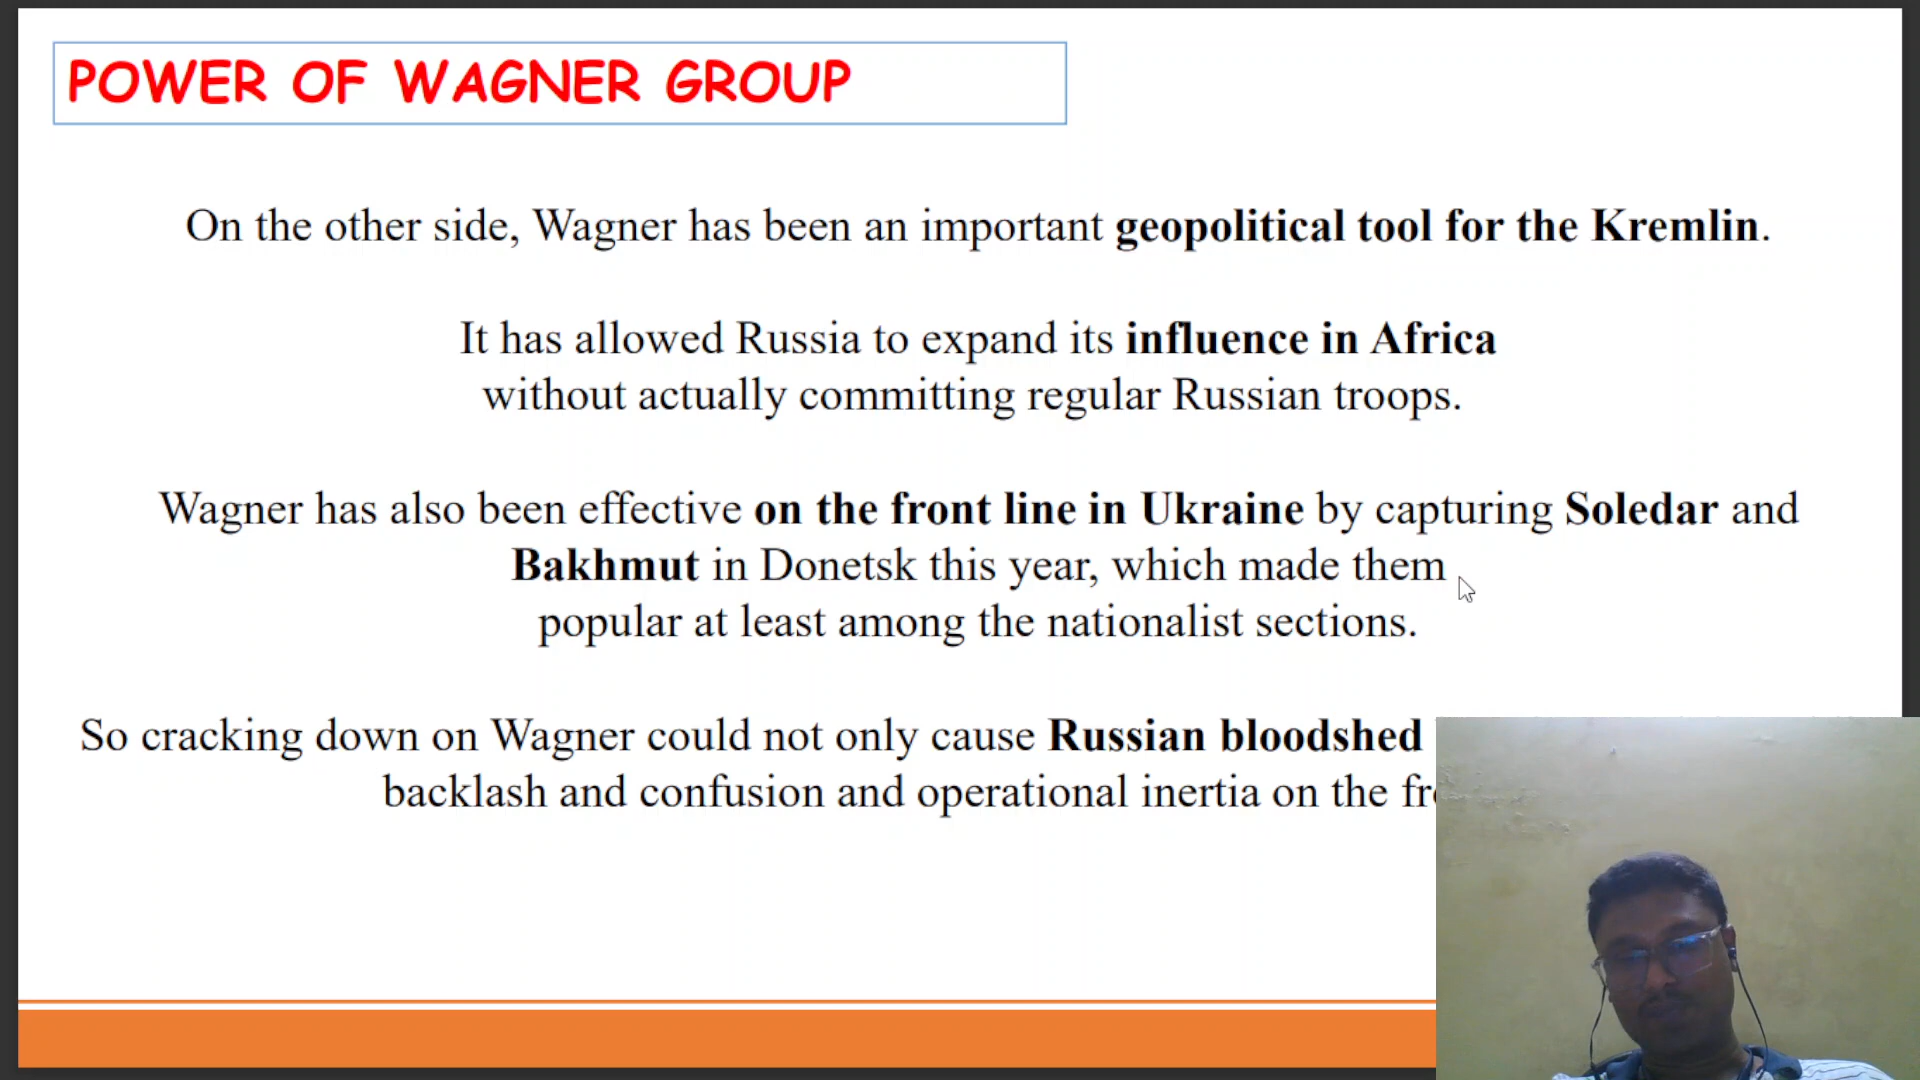 POWER OF WAGNER GROUP
On the other side, Wagner has been an important geopolitical tool for the Kremlin.
It has allowed Russia to expand its influence in Africa
without actually committing regular Russian troops.
Wagner has also been effective on the front line in Ukraine by capturing Soledar and
Bakhmut in Donetsk this year, which made them
popular at least among the nationalist sections.
So cracking down on Wagner could not only cause Russian bloodshed
backlash and confusion and operational inertia on the